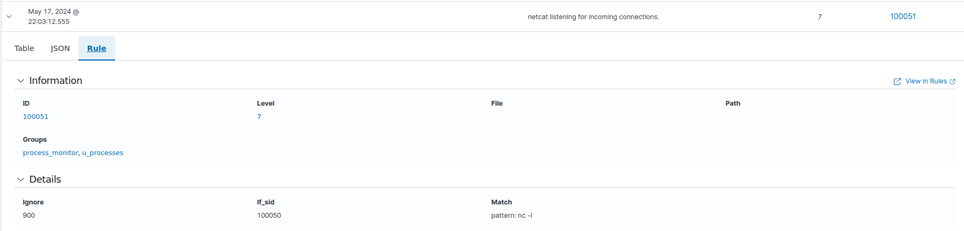 May 17, 2024 @
22:03:12.555
netcat listening for incoming connections.
7
100051
Table JSON Rule
Information
View in Rules
ID Level File Path
100051 7
Groups
process_monitor, u_processes
Details
Ignore If_sid Match
900 100050 pattern: nc -l